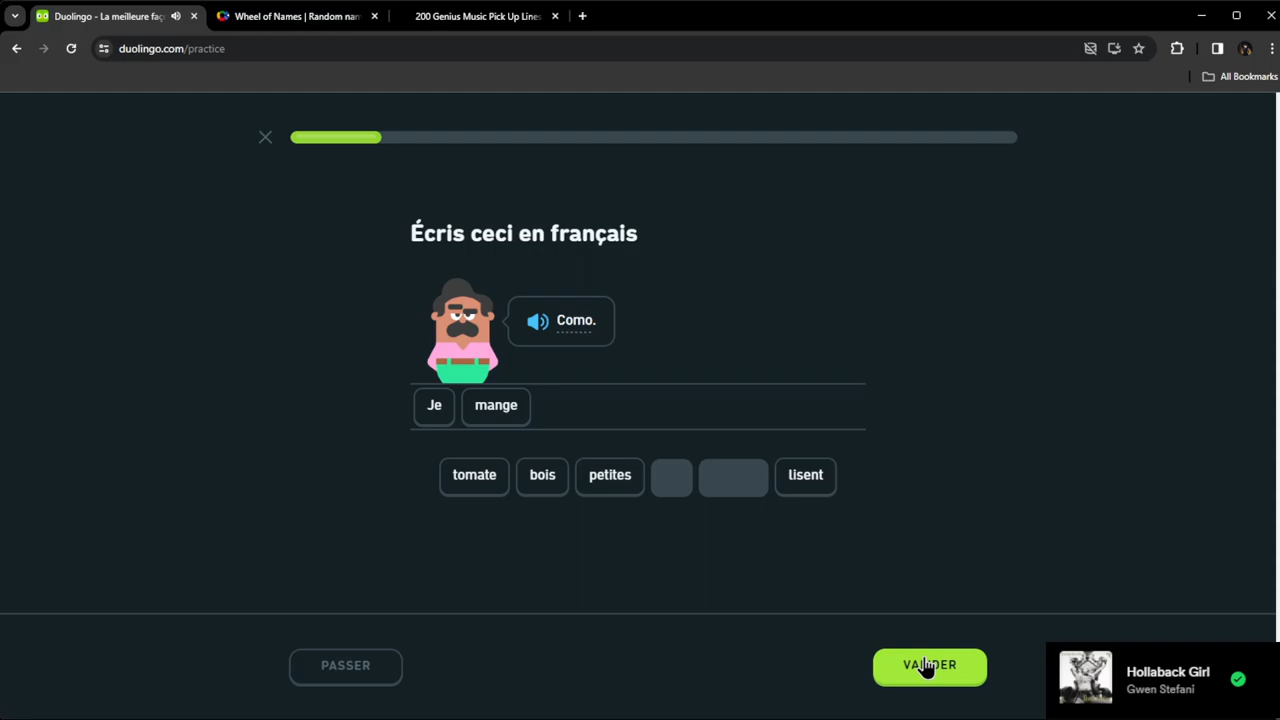 Duolingo - La meilleure faç
Wheel of Names | Random nan
200 Genius Music Pick Up Lines
duolingo.com/practice
All Bookmarks
Écris ceci en français
Como.
Je mange
tomate bois petites lisent
PASSER
VALIDER
Hollaback Girl
Gwen Stefani